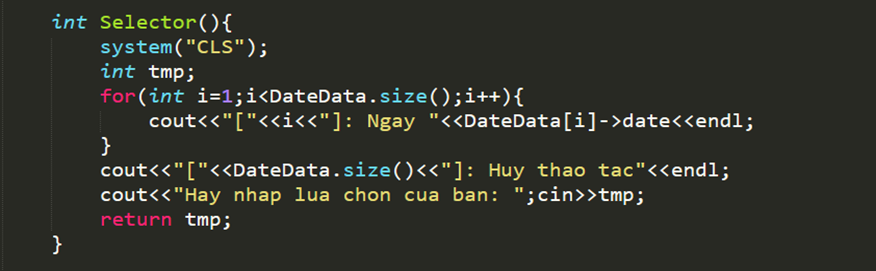 int Selector(){
system("CLS");
int tmp;
for(int i=1;i<DateData.size();i++){
cout<<"["<<i<<"]: Ngay "<<DateData[i]->date<<endl;
}
cout<<"["<<DateData.size()<<"]: Huy thao tac"<<endl;
cout<<"Hay nhap lua chon cua ban: ";cin>>tmp;
return tmp;
}